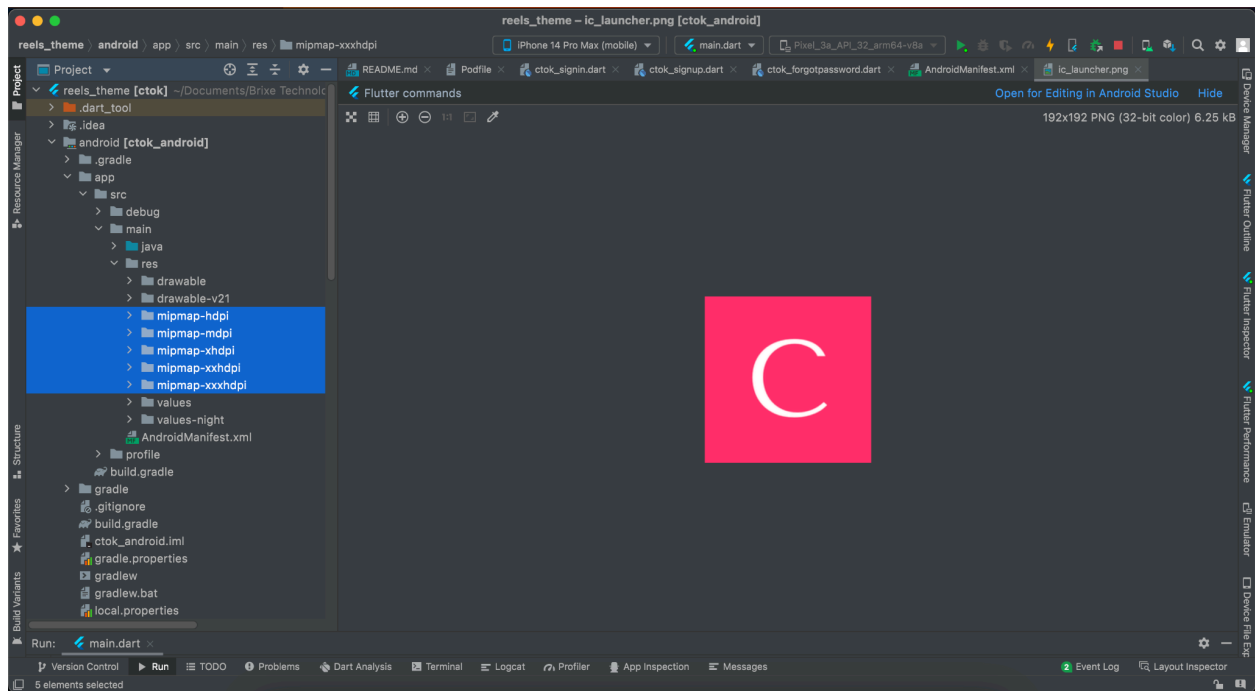 reels_theme – ic_launcher.png [ctok_android]
reels_theme android app src main res mipmap-xxxhdpi
iPhone 14 Pro Max (mobile) main.dart Pixel_3a_API_32_arm64-v8a
Project
README.md Podfile ctok_signin.dart ctok_signup.dart ctok_forgotpassword.dart AndroidManifest.xml ic_launcher.png
reels_theme [ctok] ~/Documents/Brixe Technolo
Flutter commands Open for Editing in Android Studio Hide
192x192 PNG (32-bit color) 6.25 kB
1:1
.dart_tool
.idea
android [ctok_android]
.gradle
app
src
debug
main
java
res
drawable
drawable-v21
mipmap-hdpi
mipmap-mdpi
mipmap-xhdpi
mipmap-xxhdpi
mipmap-xxxhdpi
values
values-night
AndroidManifest.xml
profile
build.gradle
gradle
.gitignore
build.gradle
ctok_android.iml
gradle.properties
gradlew
gradlew.bat
local.properties
C
Project
Resource Manager
Structure
Favorites
Build Variants
Device Manager
Flutter Outline
Flutter Inspector
Flutter Performance
Emulator
Device File Exp
Run: main.dart
Version Control Run TODO Problems Dart Analysis Terminal Logcat Profiler App Inspection Messages 2 Event Log Layout Inspector
5 elements selected